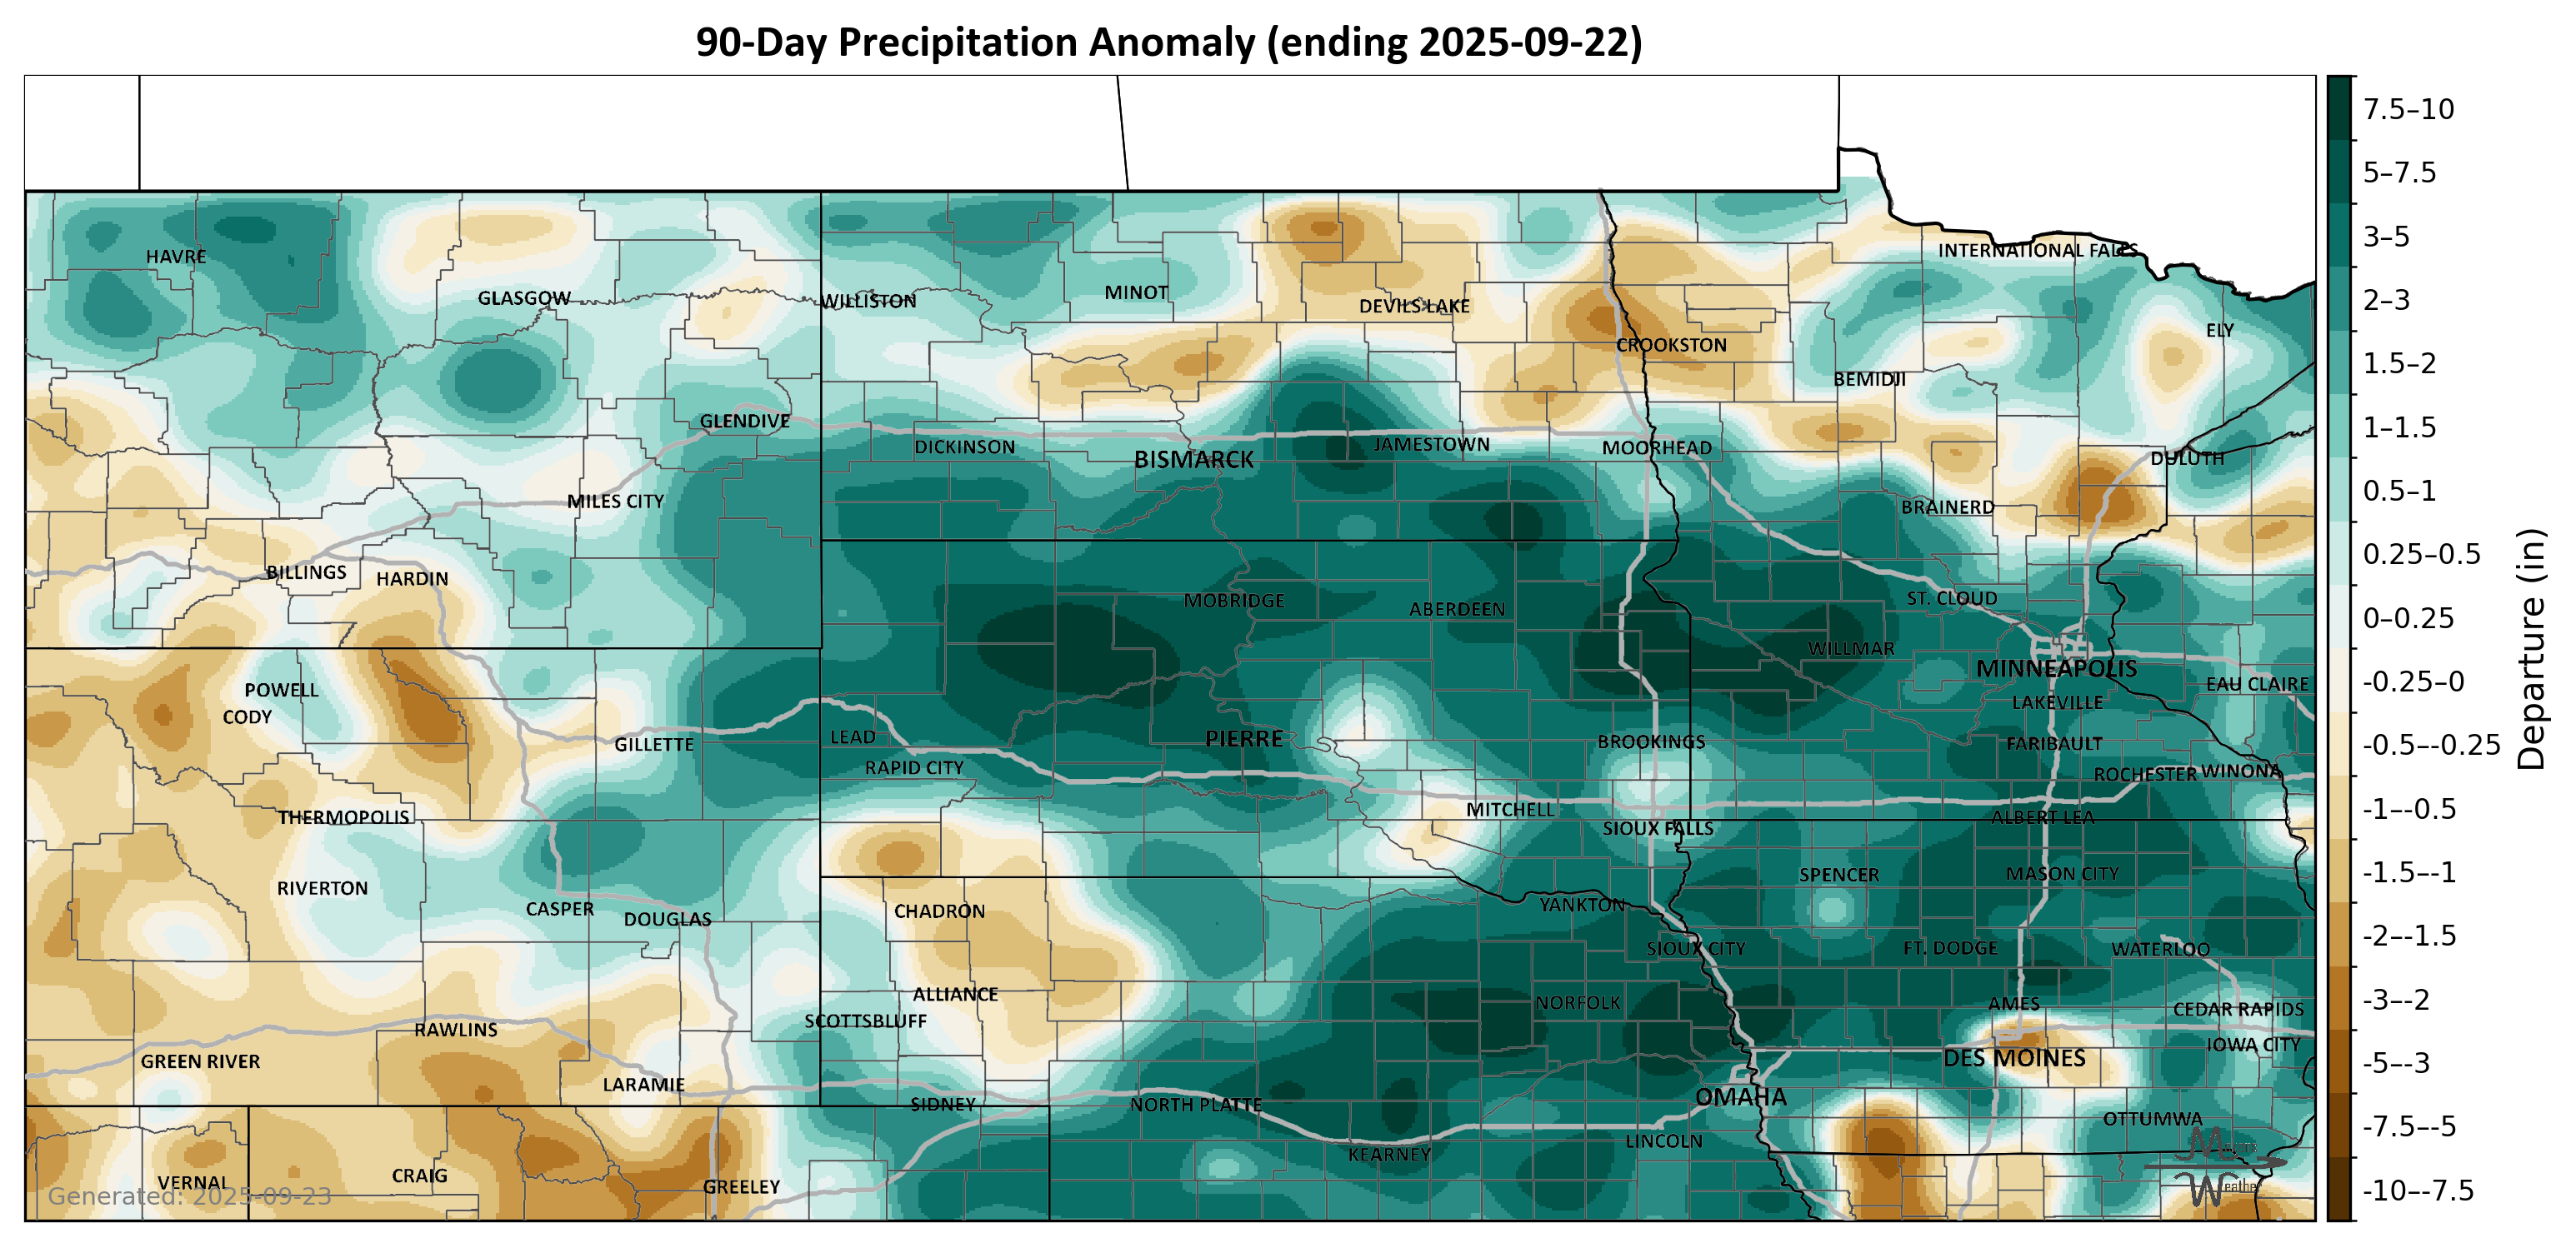 90-Day Precipitation Anomaly (ending 2025-09-22)
HAVRE
GLASGOW
WILLISTON
MINOT
DEVILS LAKE
CROOKSTON
INTERNATIONAL FALLS
ELY
BEMIDJI
GLENDIVE
DICKINSON
BISMARCK
JAMESTOWN
MOORHEAD
DULUTH
MILES CITY
BRAINERD
BILLINGS
HARDIN
MOBRIDGE
ABERDEEN
ST. CLOUD
WILLMAR
MINNEAPOLIS
POWELL
CODY
LAKEVILLE
EAU CLAIRE
GILLETTE
LEAD
PIERRE
BROOKINGS
FARIBAULT
RAPID CITY
ROCHESTER
WINONA
THERMOPOLIS
MITCHELL
SIOUX FALLS
ALBERT LEA
RIVERTON
SPENCER
MASON CITY
CASPER
DOUGLAS
CHADRON
YANKTON
SIOUX CITY
FT. DODGE
WATERLOO
ALLIANCE
NORFOLK
AMES
CEDAR RAPIDS
SCOTTSBLUFF
RAWLINS
IOWA CITY
GREEN RIVER
DES MOINES
LARAMIE
SIDNEY
NORTH PLATTE
OMAHA
OTTUMWA
LINCOLN
KEARNEY
VERNAL
CRAIG
GREELEY
Generated: 2025-09-23
7.5–10
5–7.5
3–5
2–3
1.5–2
1–1.5
0.5–1
0.25–0.5
0–0.25
-0.25–0
-0.5–-0.25
-1–-0.5
-1.5–-1
-2–-1.5
-3–-2
-5–-3
-7.5–-5
-10–-7.5
Departure (in)